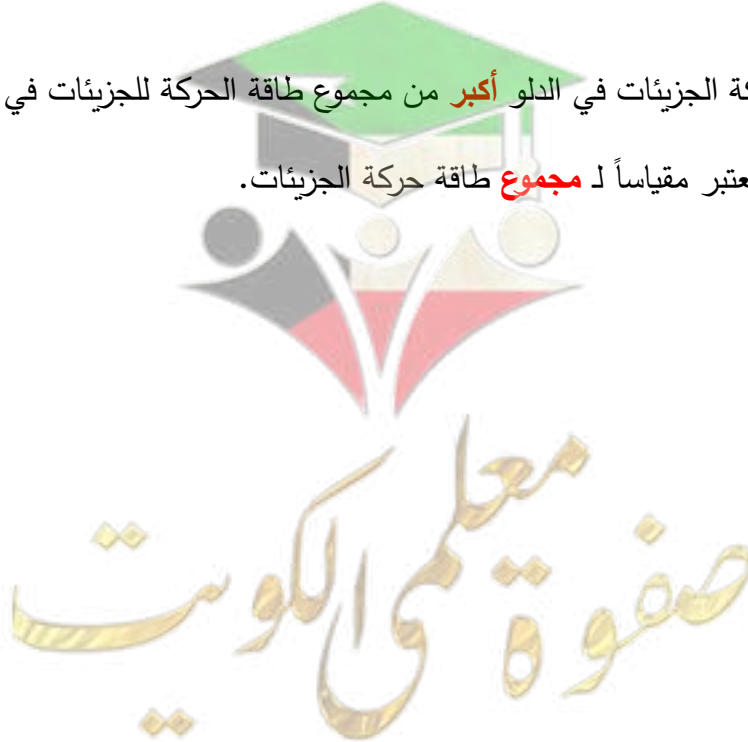 كة الجزيئات في الدلو أكبر من مجموع طاقة الحركة للجزيئات في
عتبر مقياساً لـ مجموع طاقة حركة الجزيئات.
صفوة معلمى الكويت